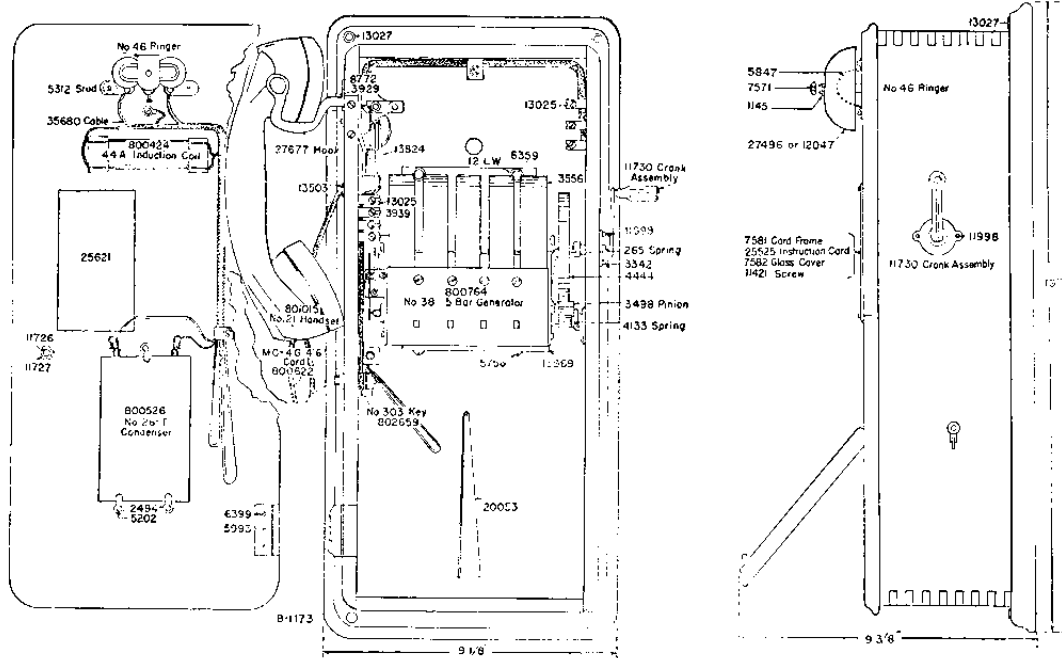 No 46 Ringer
5312 Stud
35680 Cable
800424
44 A Induction Coil
25621
11726
11727
800526
No 26-T
Condenser
2494
5202
6399
5093
13027
8772
3929
27677 Hook
13824
13503
13025
3939
801015
No. 21 Handset
MC-4G 4'6"
Cord
800622
No 303 Key
802659
12 LW
6359
3556
13025
800764
No 38 5 Bar Generator
11730 Crank
Assembly
11999
265 Spring
3342
4444
3498 Pinion
4133 Spring
20053
B-1173
9 1/8"
13027
5847
7571
1145
27496 or 12047
No 46 Ringer
7581 Card Frame
25525 Instruction Card
7582 Glass Cover
11421 Screw
11998
11730 Crank Assembly
9 3/8"